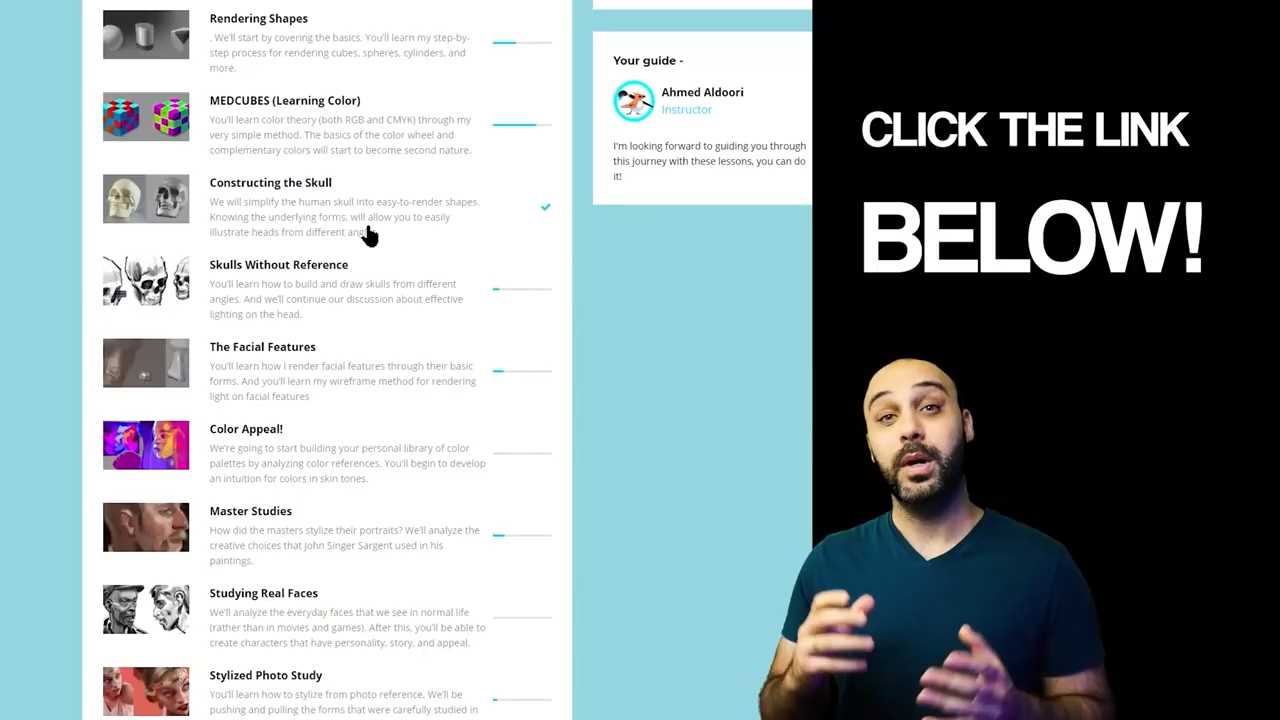 Rendering Shapes
. We'll start by covering the basics. You'll learn my step-by-
step process for rendering cubes, spheres, cylinders, and
more.
MEDCUBES (Learning Color)
You'll learn color theory (both RGB and CMYK) through my
very simple method. The basics of the color wheel and
complementary colors will start to become second nature.
Constructing the Skull
We will simplify the human skull into easy-to-render shapes.
Knowing the underlying forms, will allow you to easily
illustrate heads from different
Skulls Without Reference
You'll learn how to build and draw skulls from different
angles. And we'll continue our discussion about effective
lighting on the head.
The Facial Features
You'll learn how I render facial features through their basic
forms. And you'll learn my wireframe method for rendering
light on facial features
Color Appeal!
We're going to start building your personal library of color
palettes by analyzing color references. You'll begin to develop
an intuition for colors in skin tones.
Master Studies
How did the masters stylize their portraits? We'll analyze the
creative choices that John Singer Sargent used in his
paintings.
Studying Real Faces
We'll analyze the everyday faces that we see in normal life
(rather than in movies and games). After this, you'll be able to
create characters that have personality, story, and appeal.
Stylized Photo Study
You'll learn how to stylize from photo reference. We'll be
pushing and pulling the forms that were carefully studied in
Your guide -
Ahmed Aldoori
Instructor
I'm looking forward to guiding you through
this journey with these lessons, you can do
it!
CLICK THE LINK
BELOW!